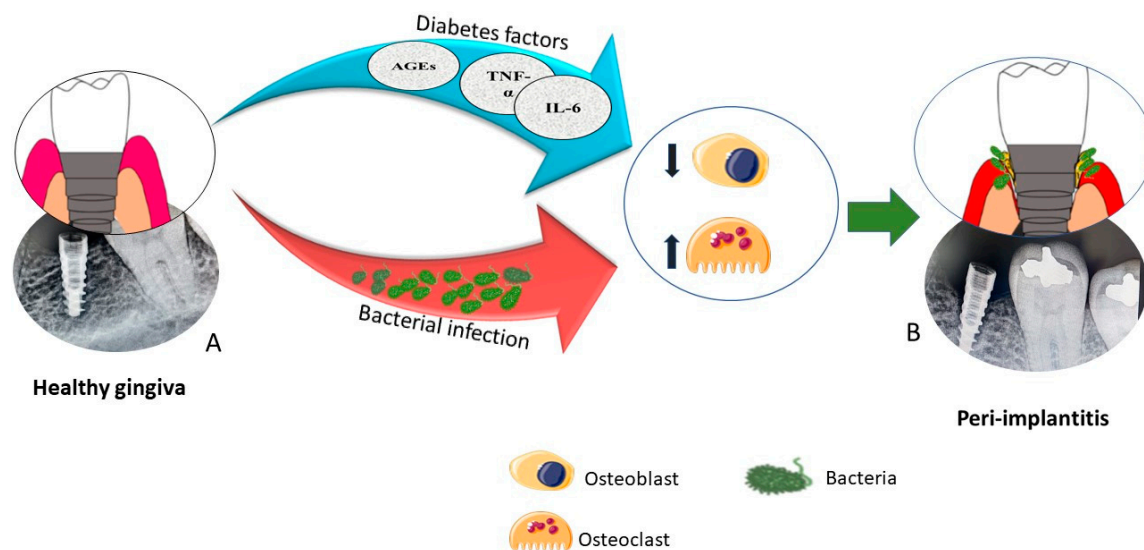 Diabetes factors
AGEs
TNF-
α
IL-6
Bacterial infection
A
Healthy gingiva
B
Peri-implantitis
Osteoblast
Bacteria
Osteoclast